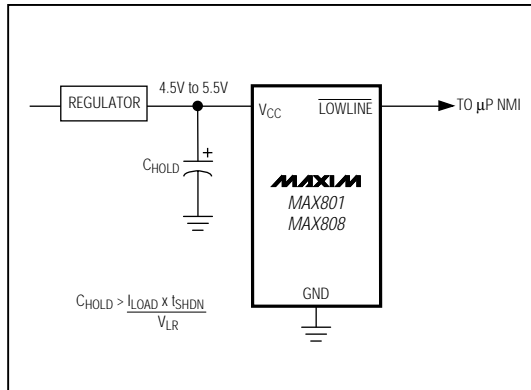 REGULATOR
4.5V to 5.5V
VCC
LOWLINE
TO μP NMI
CHOLD
+
MAXIM
MAX801
MAX808
GND
CHOLD > ILOAD x tSHDN
VLR